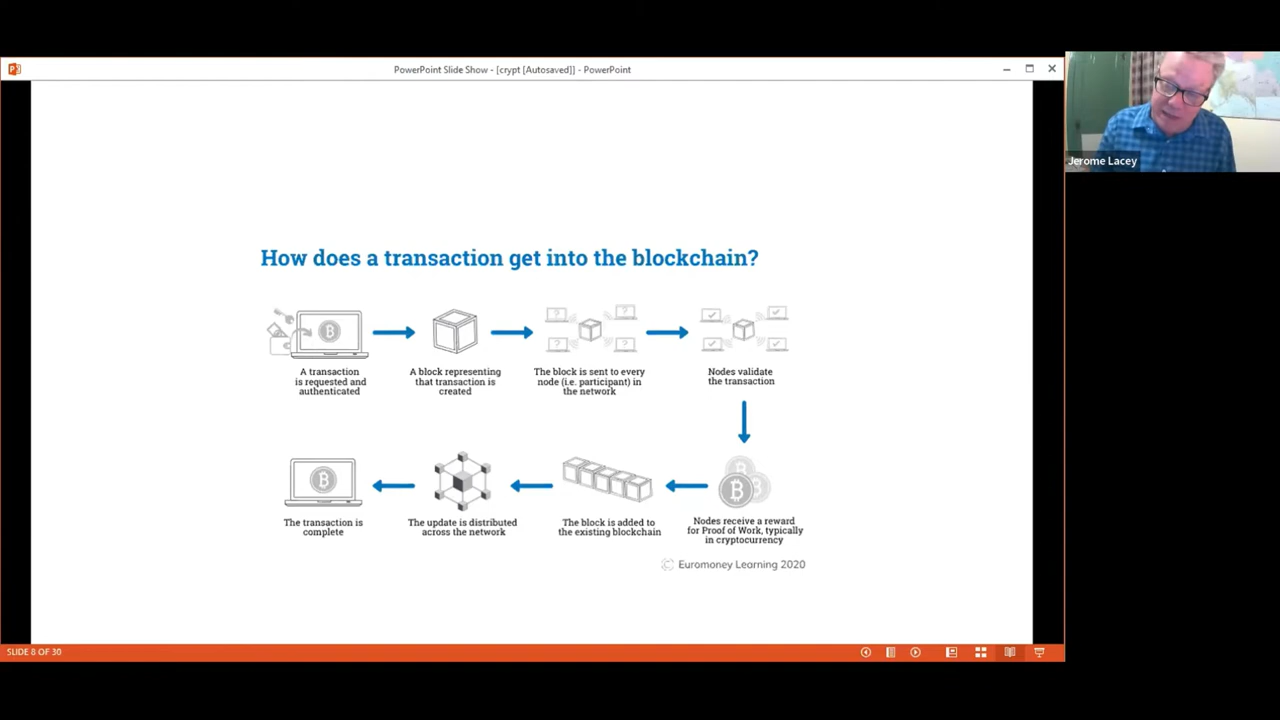 PowerPoint Slide Show - [crypt [Autosaved]] - PowerPoint
Jerome Lacey
How does a transaction get into the blockchain?
A transaction
is requested and
authenticated
A block representing
that transaction is
created
The block is sent to every
node (i.e. participant) in
the network
Nodes validate
the transaction
Nodes receive a reward
for Proof of Work, typically
in cryptocurrency
The block is added to
the existing blockchain
The update is distributed
across the network
The transaction is
complete
Euromoney Learning 2020
SLIDE 8 OF 30